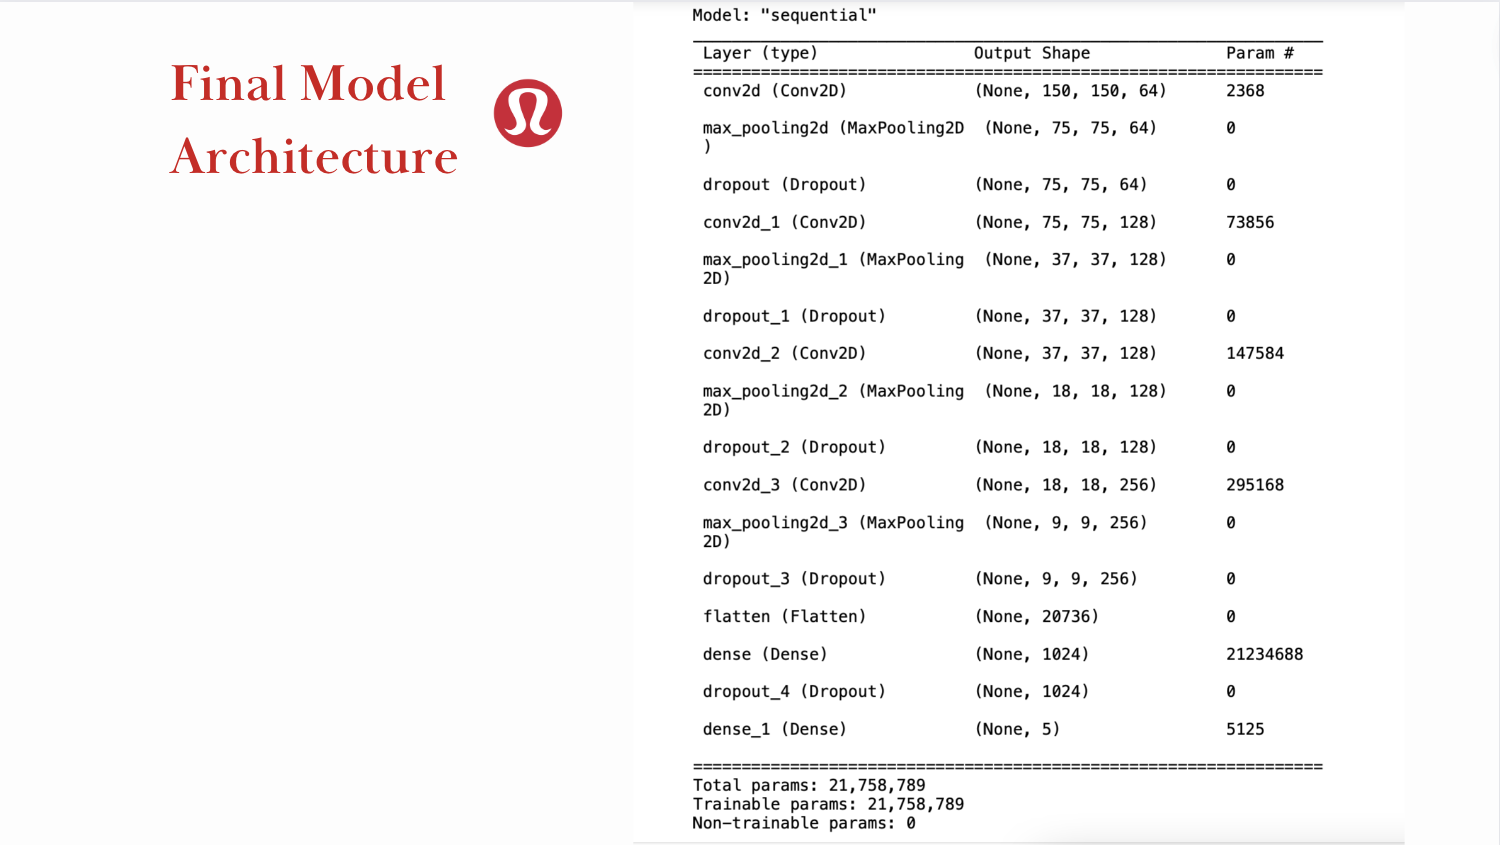 Final Model
Architecture
Model: "sequential"
Layer (type) Output Shape Param #
=================================================================
conv2d (Conv2D) (None, 150, 150, 64) 2368
max_pooling2d (MaxPooling2D (None, 75, 75, 64) 0
)
dropout (Dropout) (None, 75, 75, 64) 0
conv2d_1 (Conv2D) (None, 75, 75, 128) 73856
max_pooling2d_1 (MaxPooling (None, 37, 37, 128) 0
2D)
dropout_1 (Dropout) (None, 37, 37, 128) 0
conv2d_2 (Conv2D) (None, 37, 37, 128) 147584
max_pooling2d_2 (MaxPooling (None, 18, 18, 128) 0
2D)
dropout_2 (Dropout) (None, 18, 18, 128) 0
conv2d_3 (Conv2D) (None, 18, 18, 256) 295168
max_pooling2d_3 (MaxPooling (None, 9, 9, 256) 0
2D)
dropout_3 (Dropout) (None, 9, 9, 256) 0
flatten (Flatten) (None, 20736) 0
dense (Dense) (None, 1024) 21234688
dropout_4 (Dropout) (None, 1024) 0
dense_1 (Dense) (None, 5) 5125
=================================================================
Total params: 21,758,789
Trainable params: 21,758,789
Non-trainable params: 0